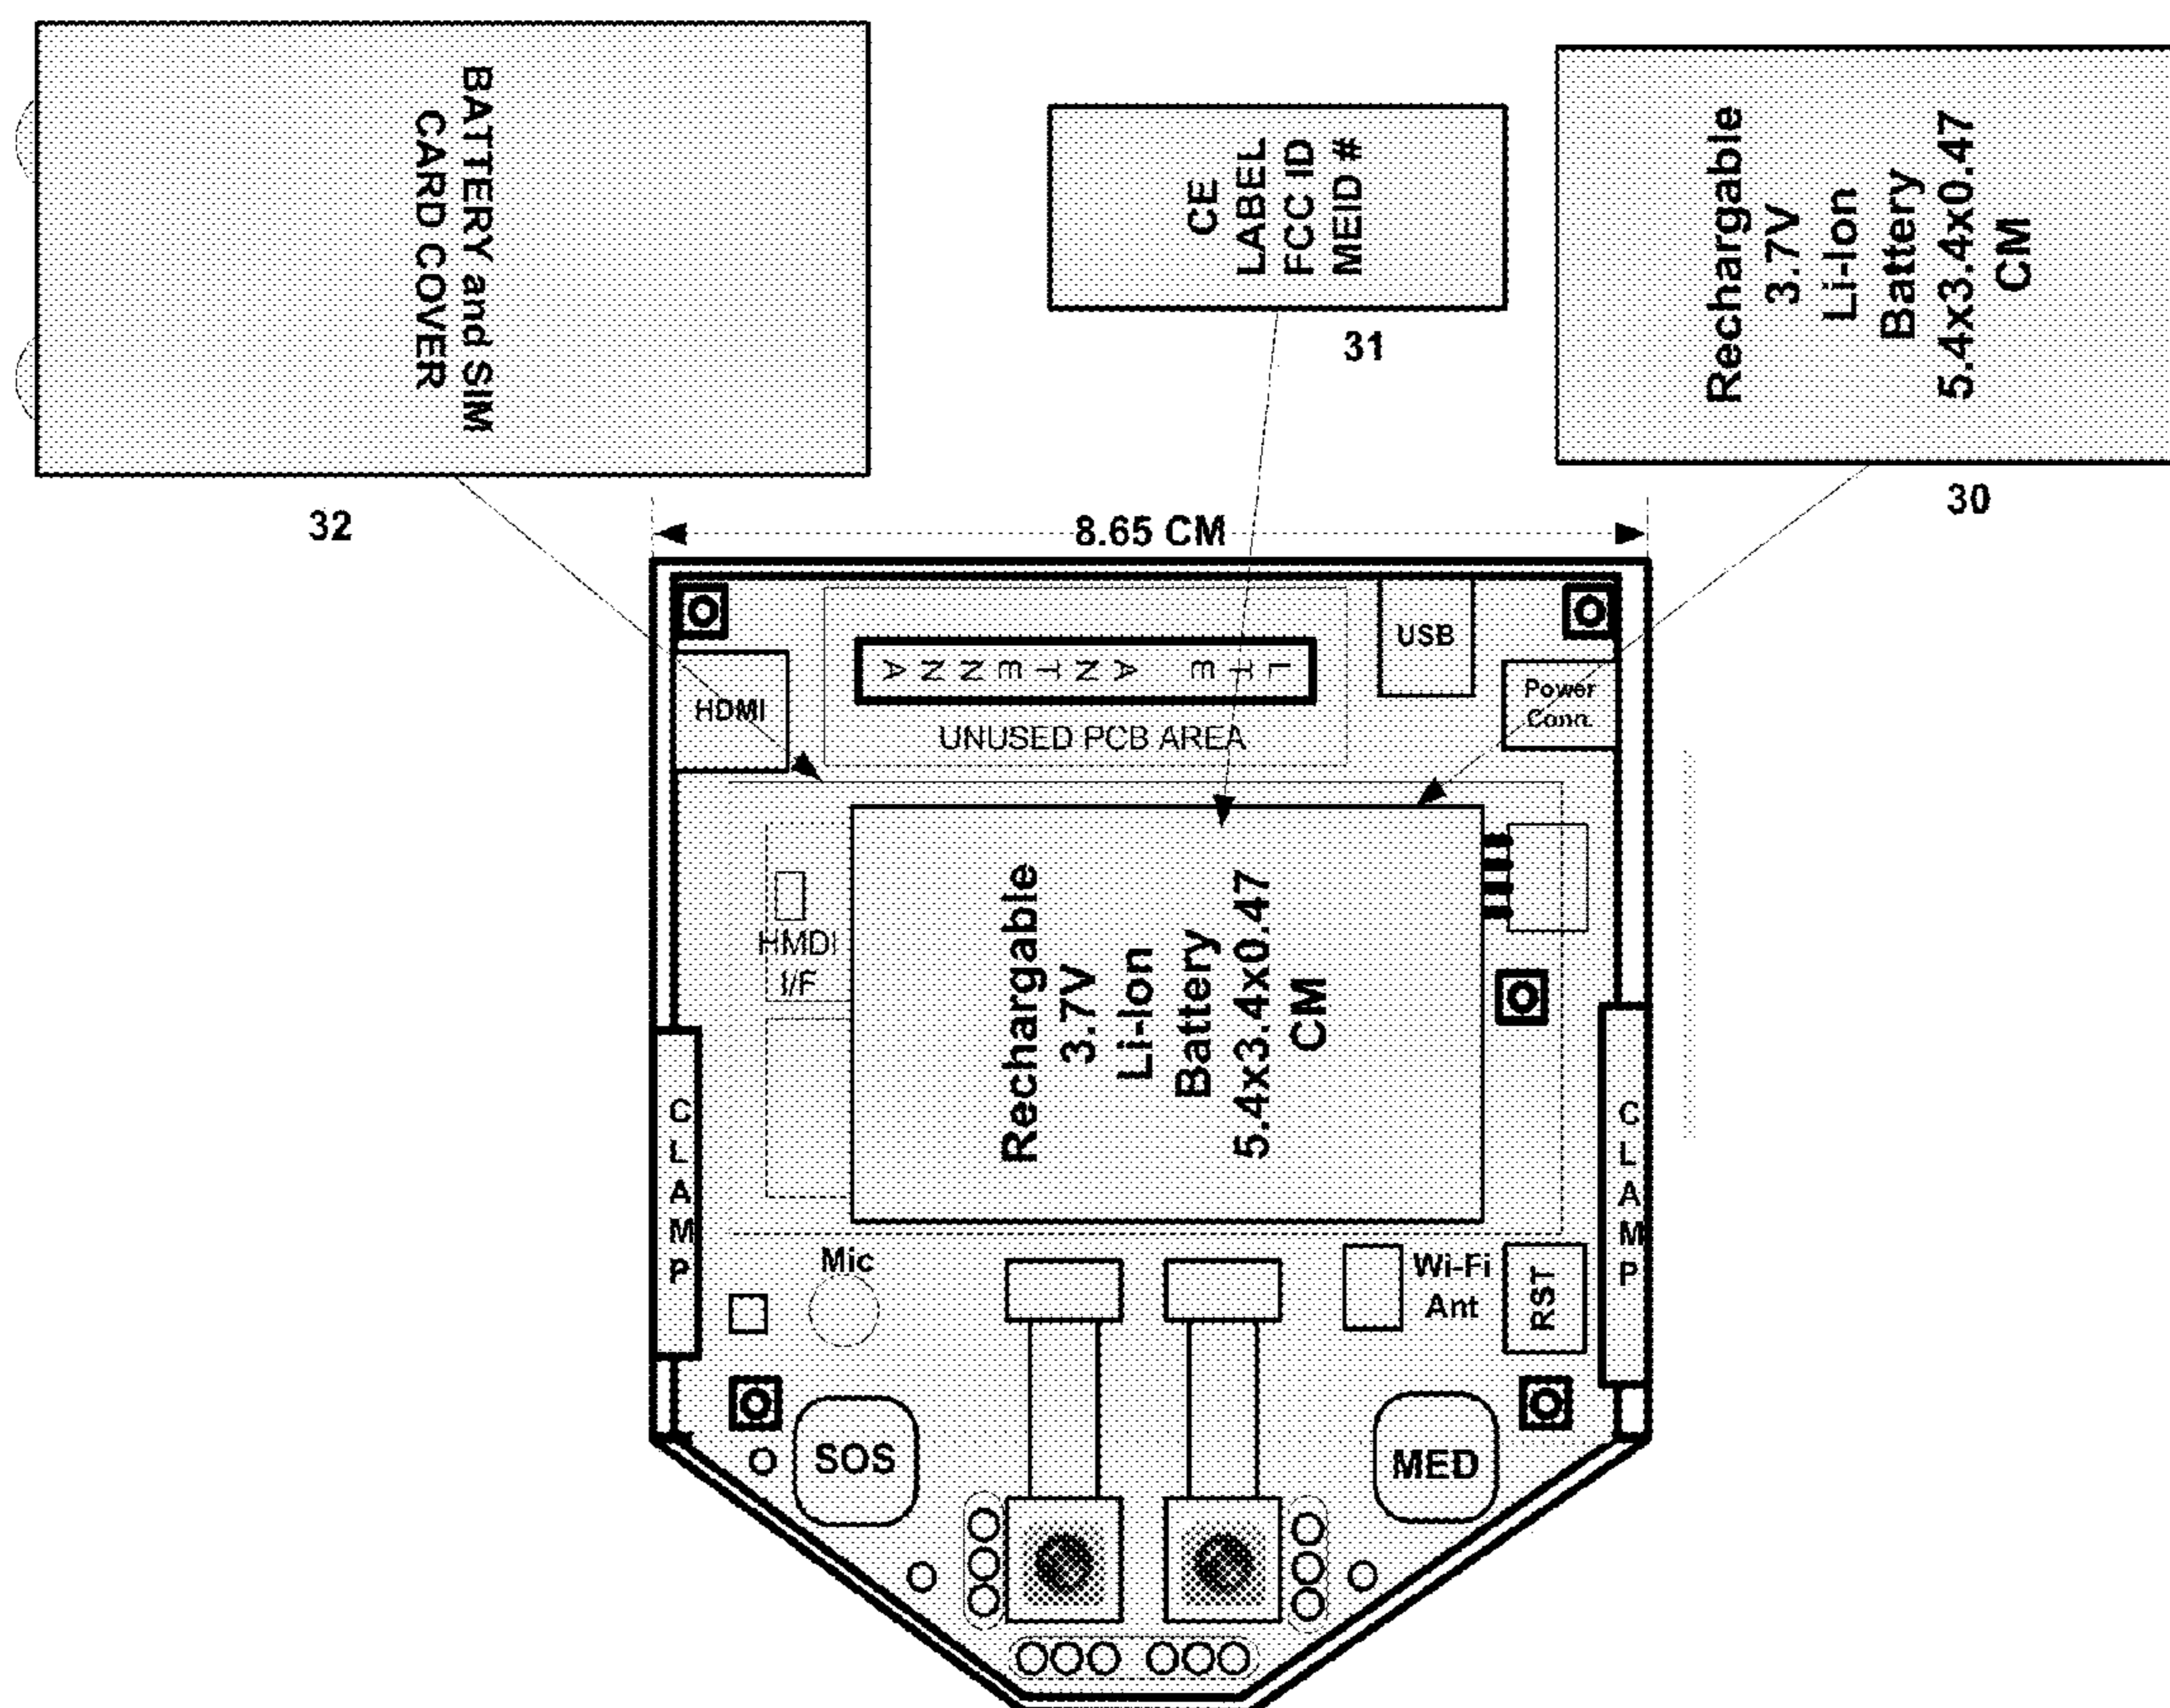 BATTERY and SIM
CARD COVER
32
CE
LABEL
FCC ID
MEID #
31
Rechargable
3.7V
Li-Ion
Battery
5.4x3.4x0.47
CM
30
8.65 CM
USB
LTE ANTENNA
HDMI
Power
Conn.
UNUSED PCB AREA
HMDI
I/F
Rechargable
3.7V
Li-Ion
Battery
5.4x3.4x0.47
CM
CLAMP
CLAMP
Mic
Wi-Fi
Ant
RST
SOS
MED